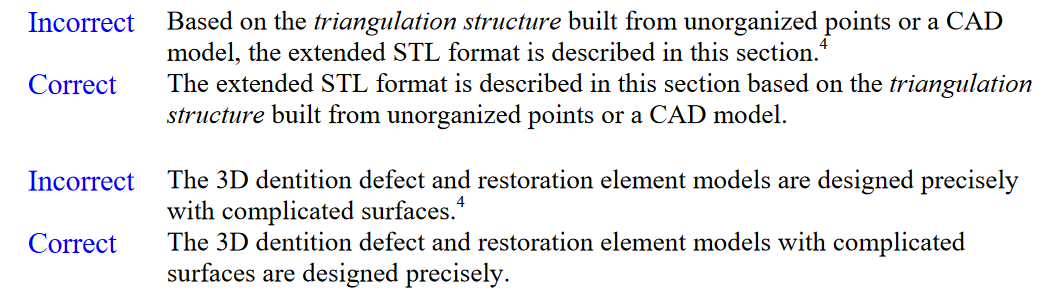 Incorrect Based on the triangulation structure built from unorganized points or a CAD
model, the extended STL format is described in this section.4
Correct The extended STL format is described in this section based on the triangulation
structure built from unorganized points or a CAD model.
Incorrect The 3D dentition defect and restoration element models are designed precisely
with complicated surfaces.4
Correct The 3D dentition defect and restoration element models with complicated
surfaces are designed precisely.